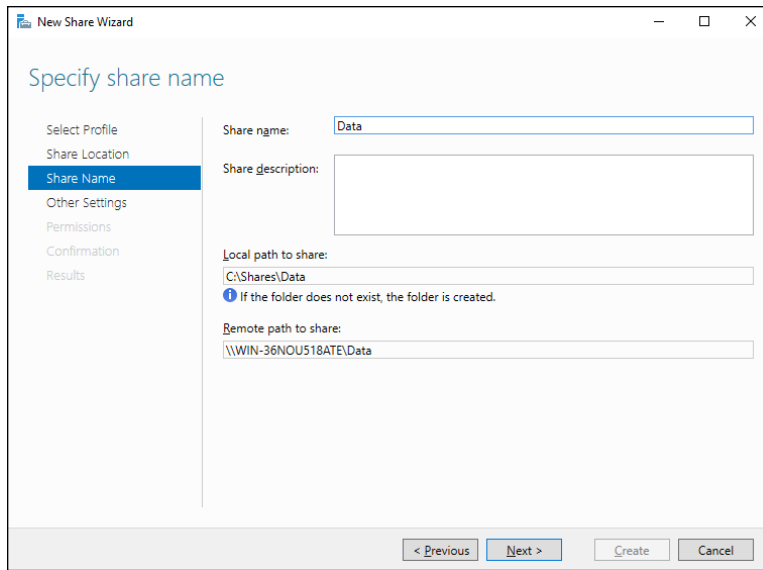 New Share Wizard
Specify share name
Select Profile
Share Location
Share Name
Other Settings
Permissions
Confirmation
Results
Share name:
Data
Share description:
Local path to share:
C:\Shares\Data
If the folder does not exist, the folder is created.
Remote path to share:
\\WIN-36NOU518ATE\Data
< Previous
Next >
Create
Cancel